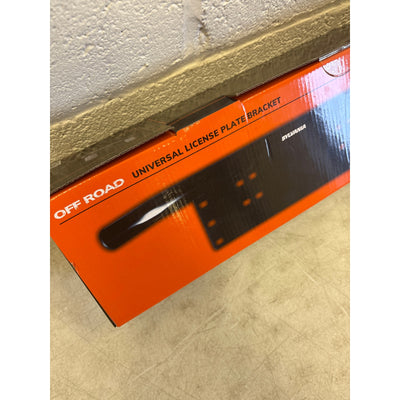 OFF ROAD UNIVERSAL LICENSE PLATE BRACKET
SYLVANIA